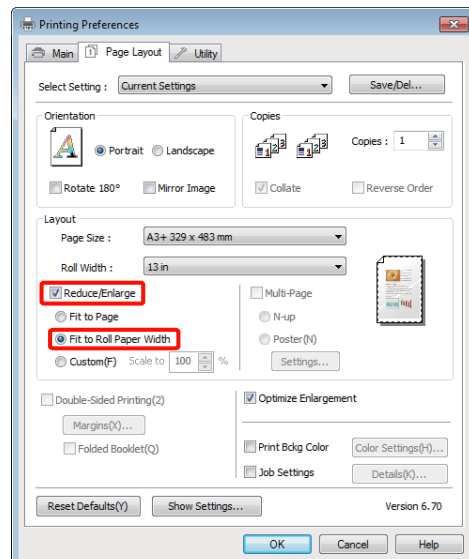 Printing Preferences
Main Page Layout Utility
Select Setting : Current Settings Save/Del...
Orientation Copies
Portrait Landscape Copies : 1
Rotate 180° Mirror Image Collate Reverse Order
Layout
Page Size : A3+ 329 x 483 mm
Roll Width : 13 in
Reduce/Enlarge Multi-Page
Fit to Page N-up
Fit to Roll Paper Width Poster(N)
Custom(F) Scale to 100 % Settings...
Double-Sided Printing(2) Optimize Enlargement
Margins(X)...
Folded Booklet(Q) Print Bckg Color Color Settings(H)...
Job Settings Details(K)...
Reset Defaults(Y) Show Settings... Version 6.70
OK Cancel Help